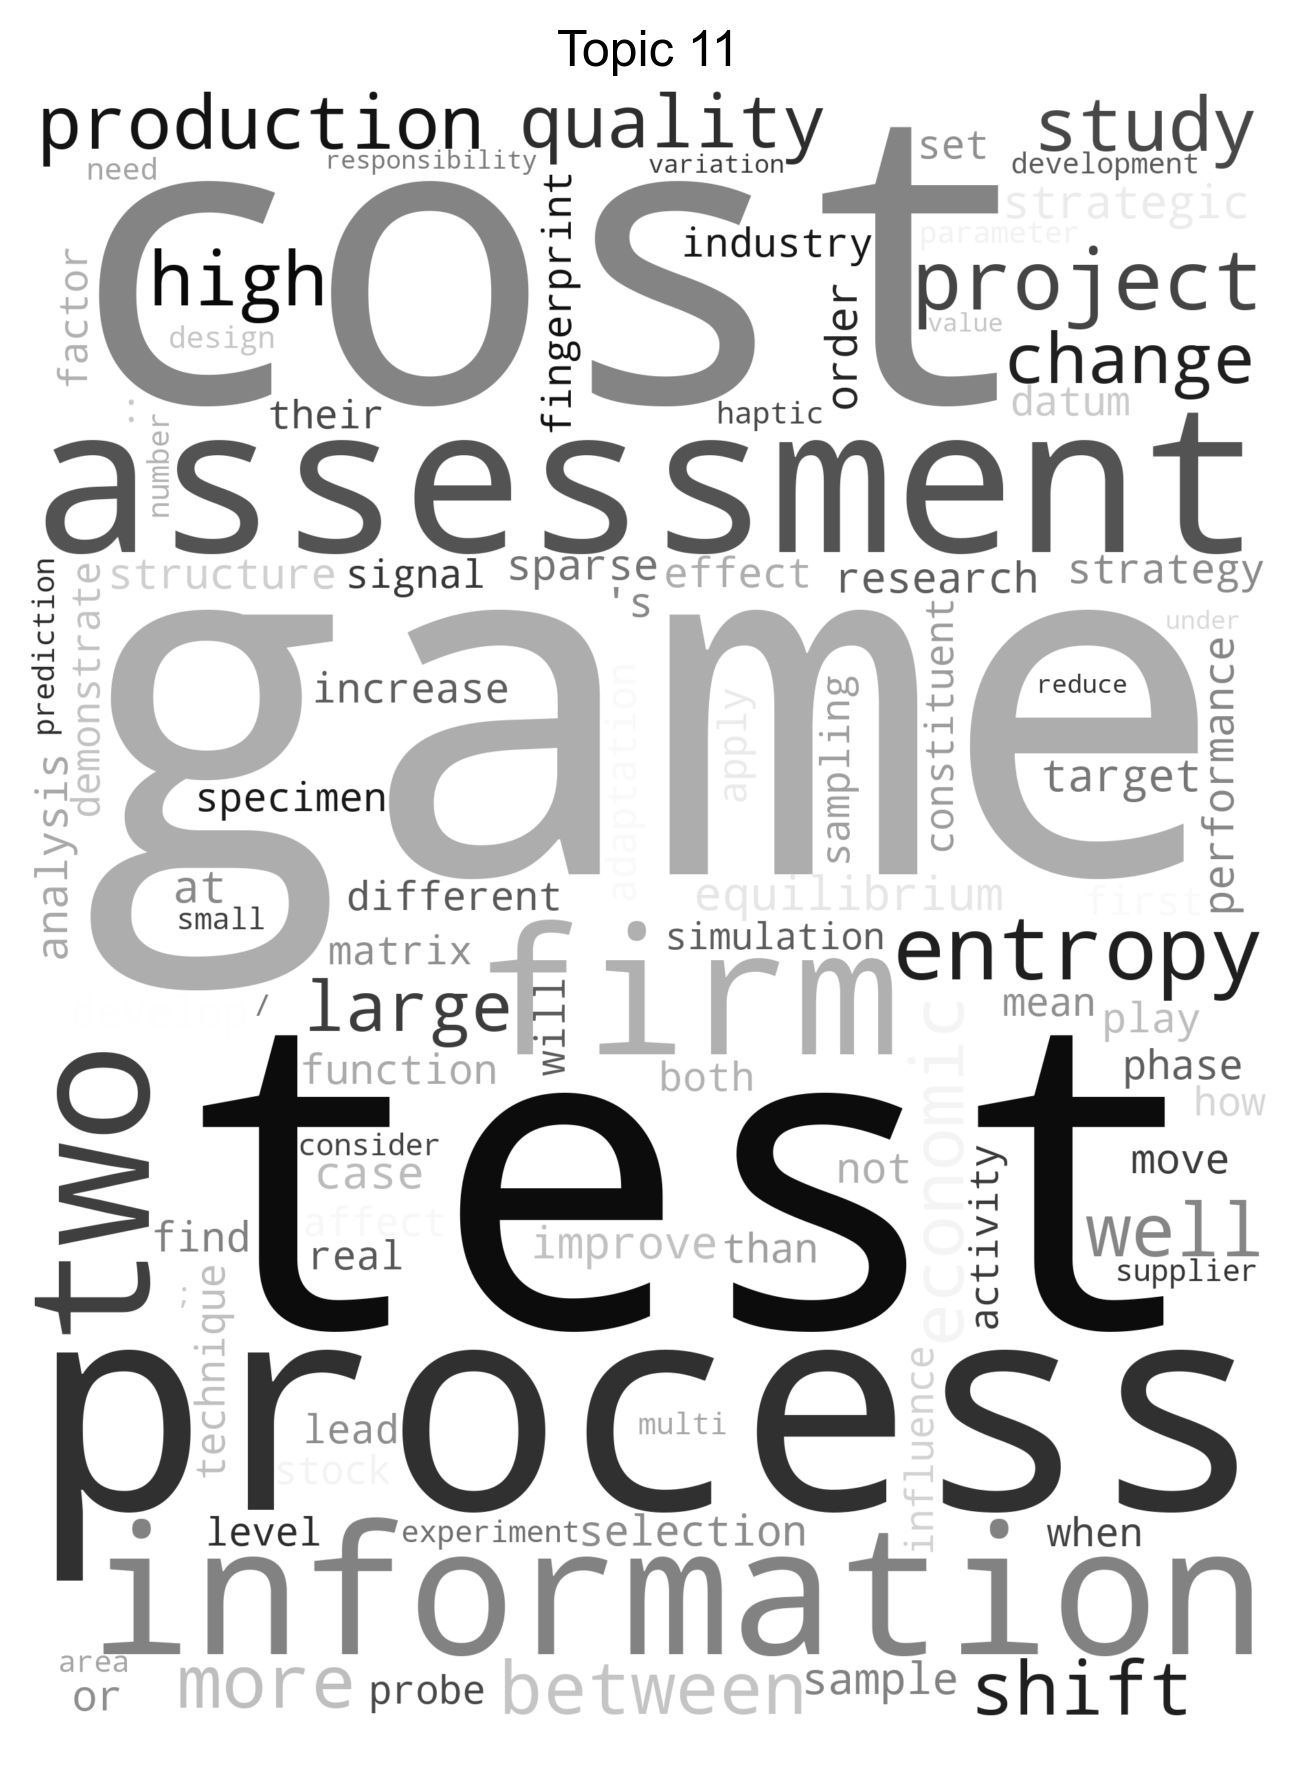 Topic 11
production quality study
need responsibility variation set development
cost
strategic
parameter
fingerprint
industry
high
factor
project
order
design
value
change
datum
their
haptic
:
number
assessment
structure signal sparse effect research strategy
's
prediction
demonstrate
game
constituent
under
performance
increase
reduce
adaptation
apply
sampling
target
specimen
analysis
at
small
different
equilibrium
first
matrix
firm
simulation
entropy
develop
/
large
will
mean
play
economic
two
test
function
both
phase
how
consider
case
not
activity
move
affect
find
real
improve
than
well
supplier
;
technique
process
influence
lead
multi
stock
level
experiment
selection
when
information
area
or
more
probe
between
sample
shift